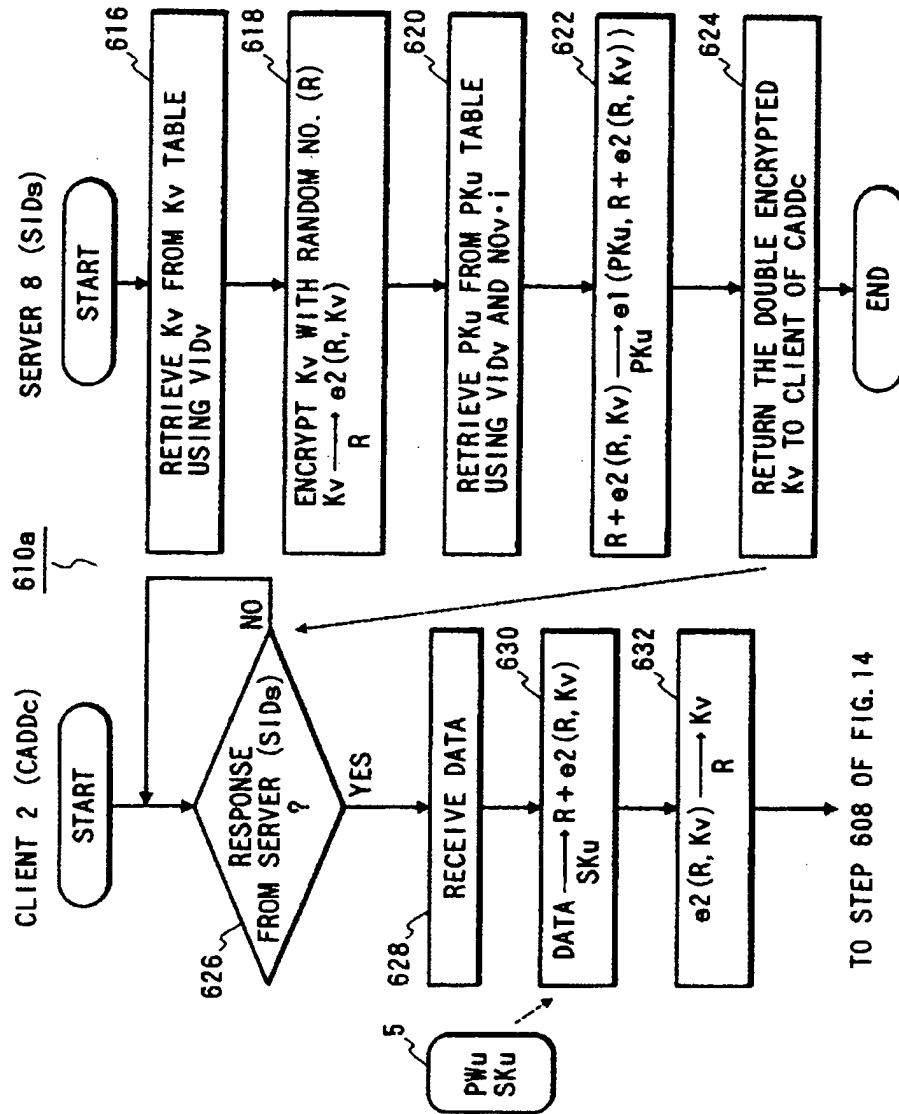 610a
CLIENT 2 (CADDc)
START
626
RESPONSE
FROM SERVER (SIDs)
?
NO
YES
628
RECEIVE DATA
5
PWu
SKu
630
DATA ⟶ R + e2 (R, Kv)
SKu
632
e2 (R, Kv) ⟶ Kv
R
TO STEP 608 OF FIG. 14
SERVER 8 (SIDs)
START
616
RETRIEVE Kv FROM Kv TABLE
USING VIDv
618
ENCRYPT Kv WITH RANDOM NO. (R)
Kv ⟶ e2 (R, Kv)
R
620
RETRIEVE PKu FROM PKu TABLE
USING VIDv AND NOv・i
622
R + e2 (R, Kv) ⟶ e1 (PKu, R + e2 (R, Kv))
PKu
624
RETURN THE DOUBLE ENCRYPTED
Kv TO CLIENT OF CADDc
END